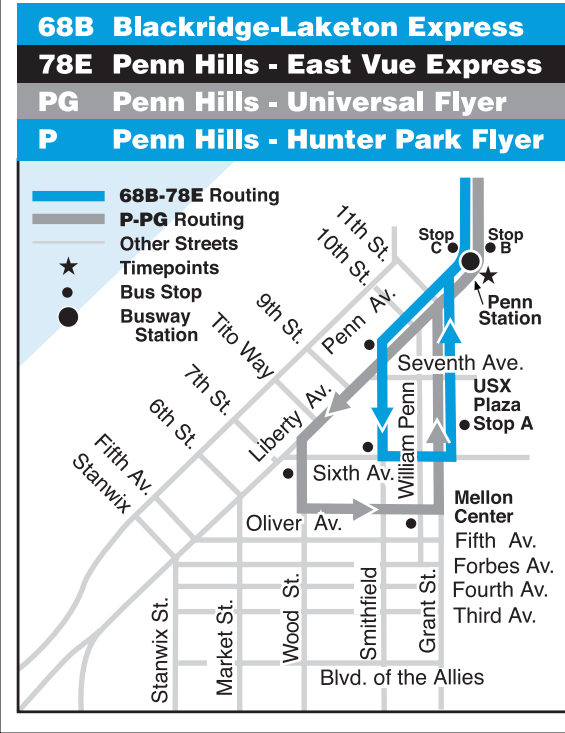 68B Blackridge-Laketon Express
78E Penn Hills - East Vue Express
PG Penn Hills - Universal Flyer
P Penn Hills - Hunter Park Flyer
68B-78E Routing
P-PG Routing
Other Streets
Timepoints
Bus Stop
Busway
Station
11th St.
10th St.
9th St.
Tito Way
7th St.
6th St.
Fifth Av.
Stanwix
Penn Av.
Liberty Av.
Stop
C
Stop
B
Penn
Station
Seventh Ave.
USX
Plaza
Stop A
William Penn
Sixth Av.
Oliver Av.
Mellon
Center
Fifth Av.
Forbes Av.
Fourth Av.
Third Av.
Stanwix St.
Market St.
Wood St.
Smithfield
Grant St.
Blvd. of the Allies